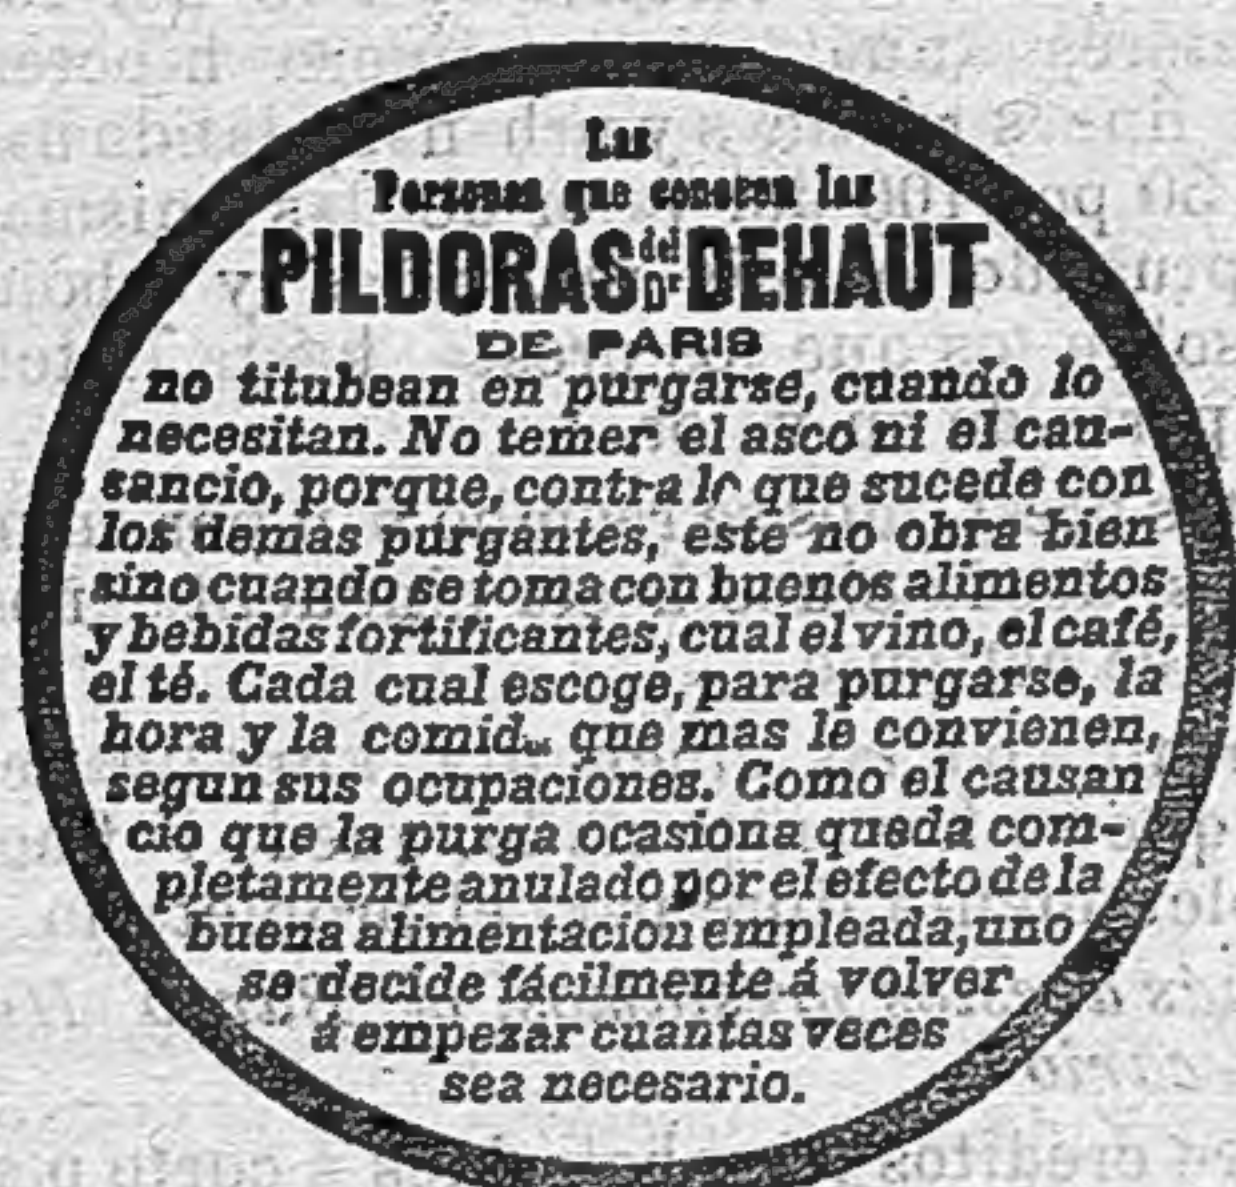 Las
Personas que conocen las
PILDORAS del Dr DEHAUT
DE PARIS
no titubean en purgarse, cuando lo
necesitan. No temer el asco ni el cau-
sancio, porque, contra lo que sucede con
los demas purgantes, este no obra bien
sino cuando se toma con buenos alimentos
y bebidas fortificantes, cual el vino, el café,
el té. Cada cual escoge, para purgarse, la
hora y la comida que mas le convienen,
segun sus ocupaciones. Como el causan
cio que la purga ocasiona queda com-
pletamente anulado por el efecto de la
buena alimentacion empleada, uno
se decide fácilmente á volver
á empezar cuantas veces
sea necesario.